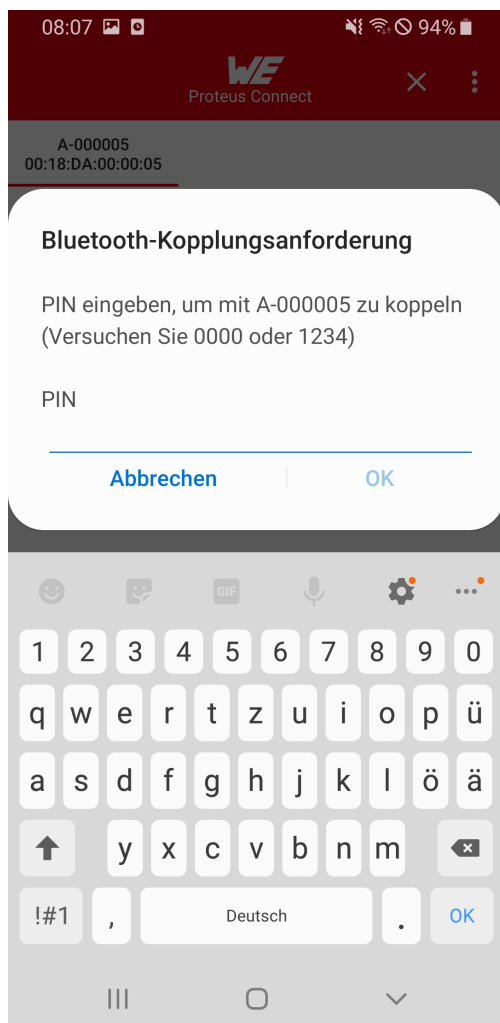 08:07
94%
WE
Proteus Connect
A-000005
00:18:DA:00:00:05
Bluetooth-Kopplungsanforderung
PIN eingeben, um mit A-000005 zu koppeln
(Versuchen Sie 0000 oder 1234)
PIN
Abbrechen
OK
GIF
1 2 3 4 5 6 7 8 9 0
q w e r t z u i o p ü
a s d f g h j k l ö ä
y x c v b n m
!#1 , Deutsch . OK